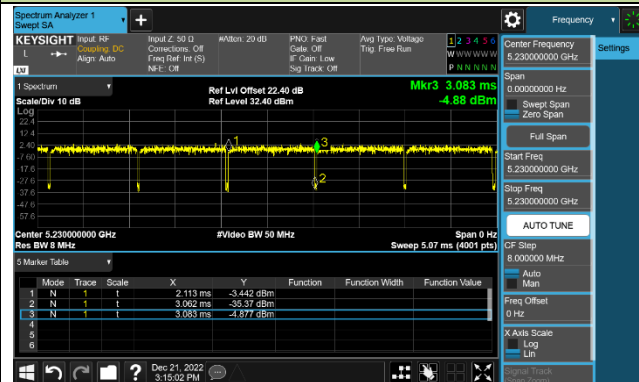 Spectrum Analyzer 1
Swept SA
Frequency
KEYSIGHT
Input: RF
Coupling: DC
Align: Auto
Input Z: 50 Ω
Corrections: Off
Freq Ref: Int (S)
NFE: Off
#Atten: 20 dB
PNO: Fast
Gate: Off
IF Gain: Low
Sig Track: Off
Avg Type: Voltage
Trig: Free Run
1 2 3 4 5 6
W W W W W W
P N N N N N
L
LXI
Center Frequency
5.230000000 GHz
Settings
Span
0.00000000 Hz
Swept Span
Zero Span
Full Span
Start Freq
5.230000000 GHz
Stop Freq
5.230000000 GHz
AUTO TUNE
CF Step
8.000000 MHz
Auto
Man
Freq Offset
0 Hz
X Axis Scale
Log
Lin
Signal Track
(Span Zoom)
1 Spectrum
Scale/Div 10 dB
Ref Lvl Offset 22.40 dB
Ref Level 32.40 dBm
Mkr3 3.083 ms
-4.88 dBm
Log
22.4
12.4
2.40
-7.60
-17.6
-27.6
-37.6
-47.6
-57.6
1
3
2
Center 5.230000000 GHz
#Video BW 50 MHz
Span 0 Hz
Res BW 8 MHz
Sweep 5.07 ms (4001 pts)
5 Marker Table
Mode Trace Scale X Y Function Function Width Function Value
1 N 1 t 2.113 ms -3.442 dBm
2 N 1 t 3.062 ms -35.37 dBm
3 N 1 t 3.083 ms -4.877 dBm
4
5
6
Dec 21, 2022
3:15:02 PM